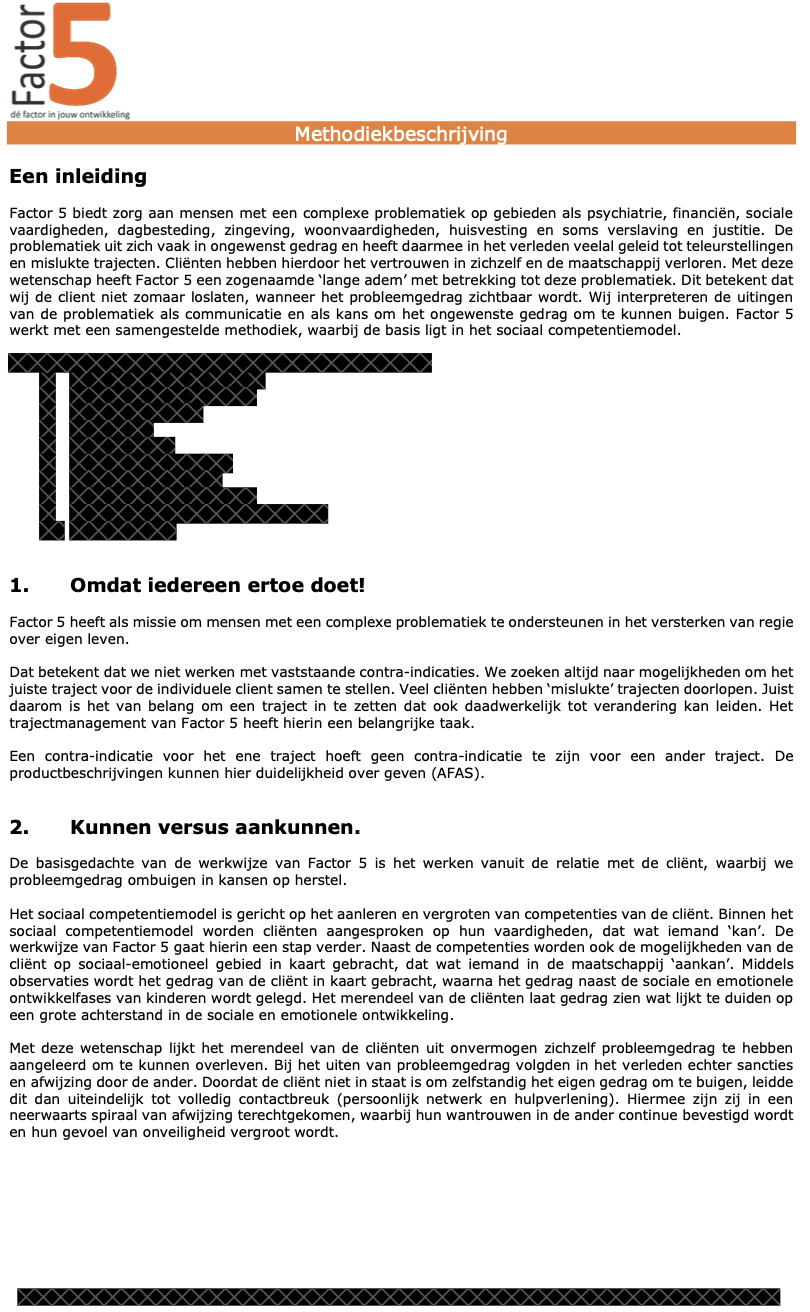 Factor 5
dé factor in jouw ontwikkeling
Methodiekbeschrijving
Een inleiding
Factor 5 biedt zorg aan mensen met een complexe problematiek op gebieden als psychiatrie, financiën, sociale
vaardigheden, dagbesteding, zingeving, woonvaardigheden, huisvesting en soms verslaving en justitie. De
problematiek uit zich vaak in ongewenst gedrag en heeft daarmee in het verleden veelal geleid tot teleurstellingen
en mislukte trajecten. Cliënten hebben hierdoor het vertrouwen in zichzelf en de maatschappij verloren. Met deze
wetenschap heeft Factor 5 een zogenaamde ‘lange adem’ met betrekking tot deze problematiek. Dit betekent dat
wij de client niet zomaar loslaten, wanneer het probleemgedrag zichtbaar wordt. Wij interpreteren de uitingen
van de problematiek als communicatie en als kans om het ongewenste gedrag om te kunnen buigen. Factor 5
werkt met een samengestelde methodiek, waarbij de basis ligt in het sociaal competentiemodel.
1. Omdat iedereen ertoe doet!
Factor 5 heeft als missie om mensen met een complexe problematiek te ondersteunen in het versterken van regie
over eigen leven.
Dat betekent dat we niet werken met vaststaande contra-indicaties. We zoeken altijd naar mogelijkheden om het
juiste traject voor de individuele client samen te stellen. Veel cliënten hebben ‘mislukte’ trajecten doorlopen. Juist
daarom is het van belang om een traject in te zetten dat ook daadwerkelijk tot verandering kan leiden. Het
trajectmanagement van Factor 5 heeft hierin een belangrijke taak.
Een contra-indicatie voor het ene traject hoeft geen contra-indicatie te zijn voor een ander traject. De
productbeschrijvingen kunnen hier duidelijkheid over geven (AFAS).
2. Kunnen versus aankunnen.
De basisgedachte van de werkwijze van Factor 5 is het werken vanuit de relatie met de cliënt, waarbij we
probleemgedrag ombuigen in kansen op herstel.
Het sociaal competentiemodel is gericht op het aanleren en vergroten van competenties van de cliënt. Binnen het
sociaal competentiemodel worden cliënten aangesproken op hun vaardigheden, dat wat iemand ‘kan’. De
werkwijze van Factor 5 gaat hierin een stap verder. Naast de competenties worden ook de mogelijkheden van de
cliënt op sociaal-emotioneel gebied in kaart gebracht, dat wat iemand in de maatschappij ‘aankan’. Middels
observaties wordt het gedrag van de cliënt in kaart gebracht, waarna het gedrag naast de sociale en emotionele
ontwikkelfases van kinderen wordt gelegd. Het merendeel van de cliënten laat gedrag zien wat lijkt te duiden op
een grote achterstand in de sociale en emotionele ontwikkeling.
Met deze wetenschap lijkt het merendeel van de cliënten uit onvermogen zichzelf probleemgedrag te hebben
aangeleerd om te kunnen overleven. Bij het uiten van probleemgedrag volgden in het verleden echter sancties
en afwijzing door de ander. Doordat de cliënt niet in staat is om zelfstandig het eigen gedrag om te buigen, leidde
dit dan uiteindelijk tot volledig contactbreuk (persoonlijk netwerk en hulpverlening). Hiermee zijn zij in een
neerwaarts spiraal van afwijzing terechtgekomen, waarbij hun wantrouwen in de ander continue bevestigd wordt
en hun gevoel van onveiligheid vergroot wordt.